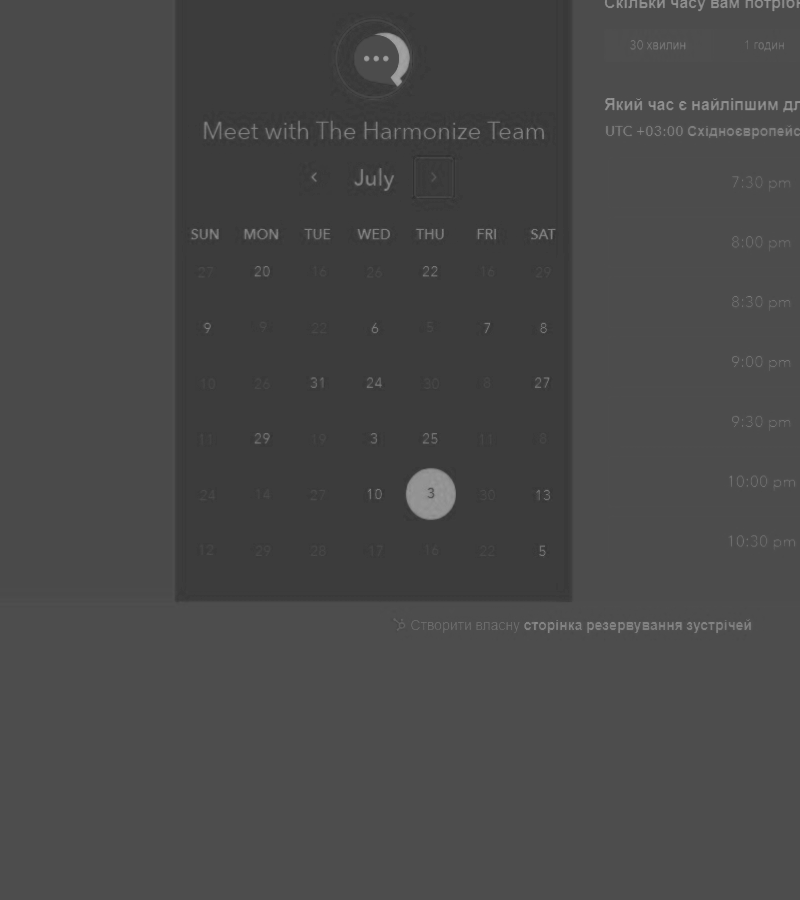 Скільки часу вам потрібн
30 хвилин 1 годин
Meet with The Harmonize Team
July
SUN MON TUE WED THU FRI SAT
27 20 16 26 22 16 29
9 9 22 6 5 7 8
10 26 31 24 30 8 27
11 29 19 3 25 11 8
24 14 27 10 3 30 13
12 29 28 17 16 22 5
Який час є найліпшим дл
UTC +03:00 Східноєвропейс
7:30 pm
8:00 pm
8:30 pm
9:00 pm
9:30 pm
10:00 pm
10:30 pm
Створити власну сторінка резервування зустрічей